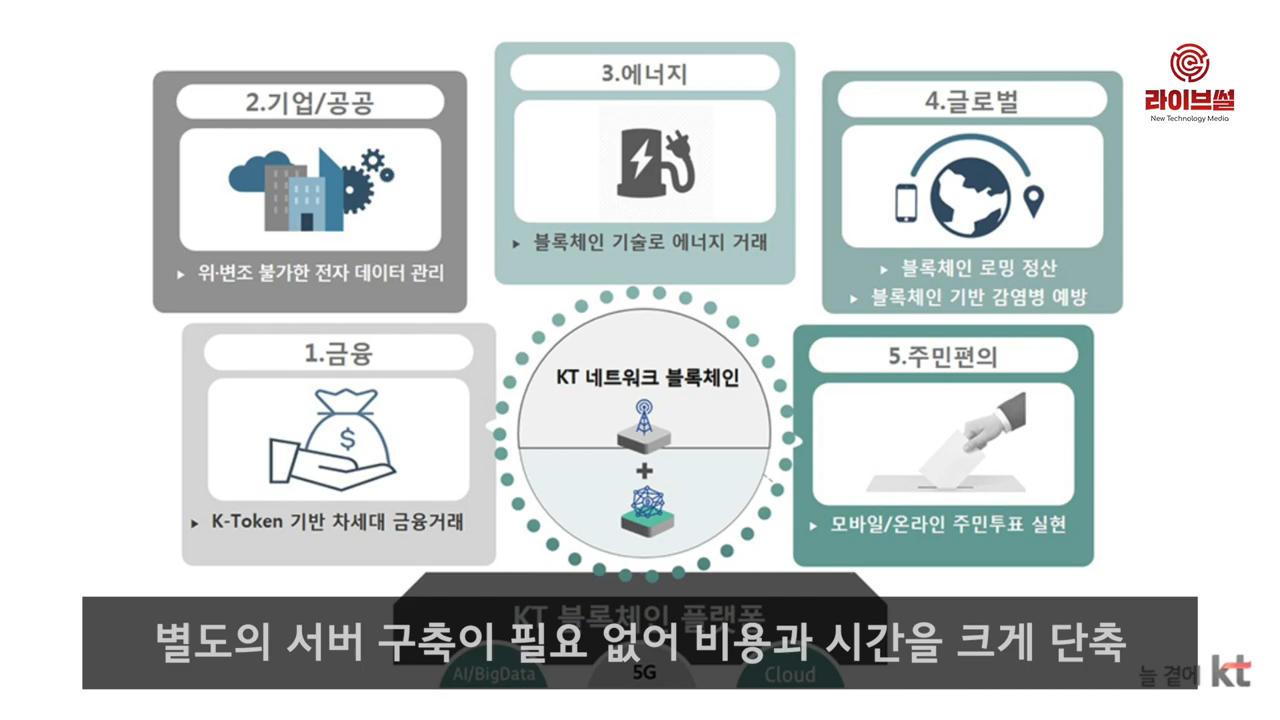 3.에너지
2.기업/공공
4.글로벌
라이브썰
New Technology Media
▸ 블록체인 기술로 에너지 거래
▸ 위·변조 불가한 전자 데이터 관리
▸ 블록체인 로밍 정산
▸ 블록체인 기반 감염병 예방
1.금융
$
▸ K-Token 기반 차세대 금융거래
KT 네트워크 블록체인
+
5.주민편의
▸ 모바일/온라인 주민투표 실현
KT 블록체인 플랫폼
별도의 서버 구축이 필요 없어 비용과 시간을 크게 단축
AI/BigData
5G
Cloud
늘 곁에 kt